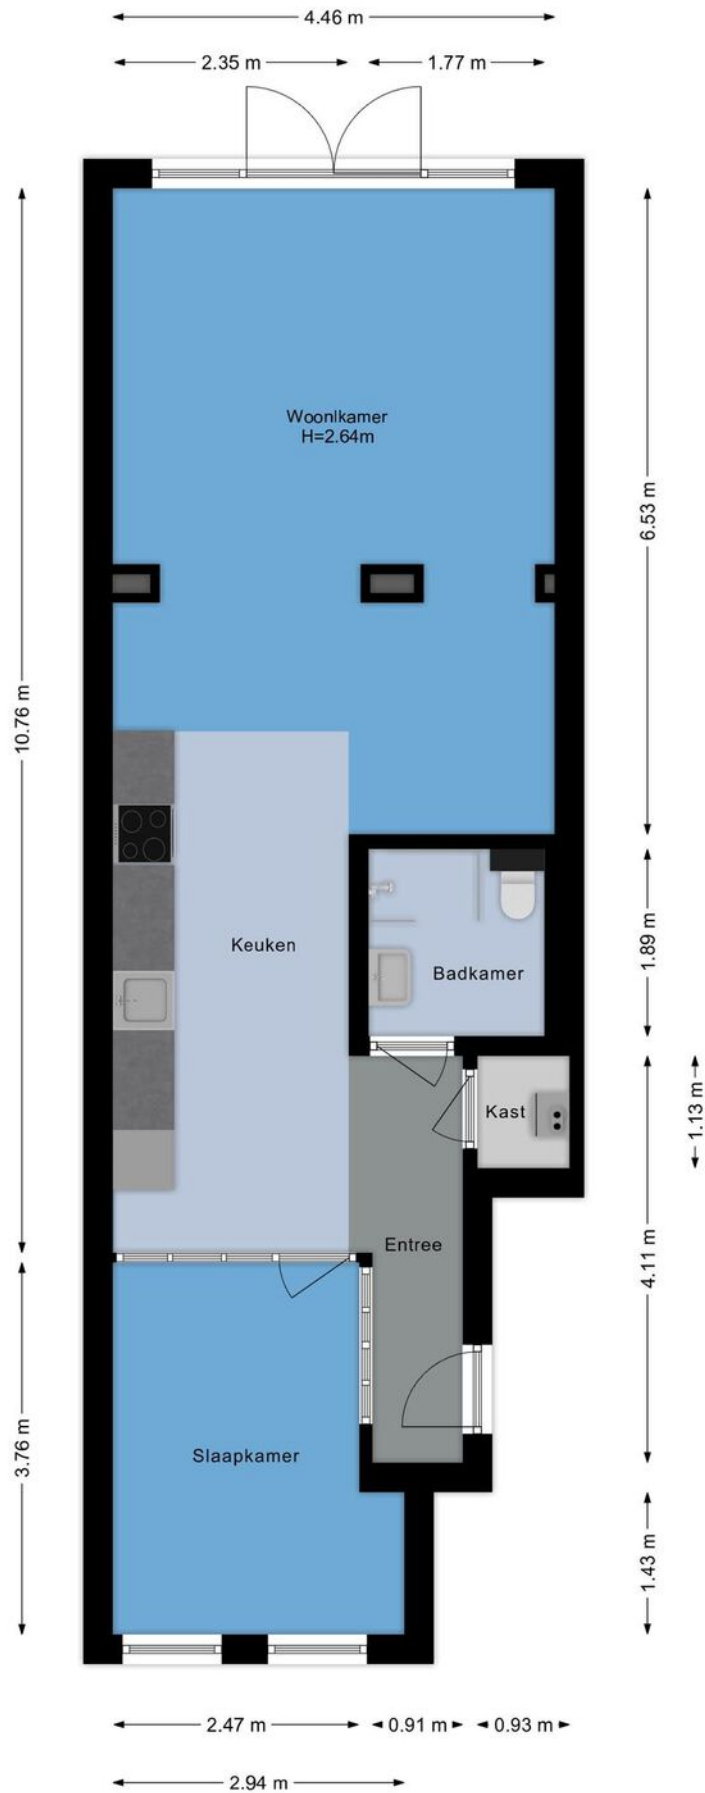 4.46 m
2.35 m
1.77 m
Woonlkamer
H=2.64m
6.53 m
10.76 m
Keuken
Badkamer
1.89 m
Kast
1.13 m
Entree
4.11 m
Slaapkamer
3.76 m
1.43 m
2.47 m
0.91 m
0.93 m
2.94 m